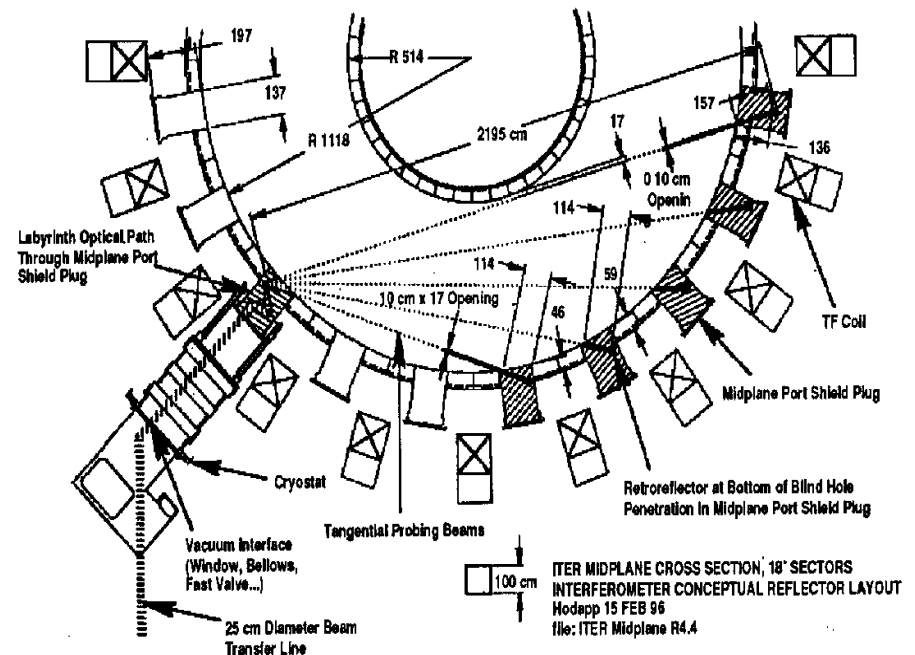 197
R 514
137
157
17
2195 cm
R 1118
136
0 10 cm
Openin
114
Labyrinth Optical Path
Through Midplane Port
Shield Plug
114
59
10 cm x 17 Opening
46
TF Coil
Midplane Port Shield Plug
Cryostat
Retroreflector at Bottom of Blind Hole
Penetration in Midplane Port Shield Plug
Tangential Probing Beams
Vacuum Interface
(Window, Bellows,
Fast Valve...)
100 cm
ITER MIDPLANE CROSS SECTION, 18° SECTORS
INTERFEROMETER CONCEPTUAL REFLECTOR LAYOUT
Hodapp 15 FEB 96
file: ITER Midplane R4.4
25 cm Diameter Beam
Transfer Line